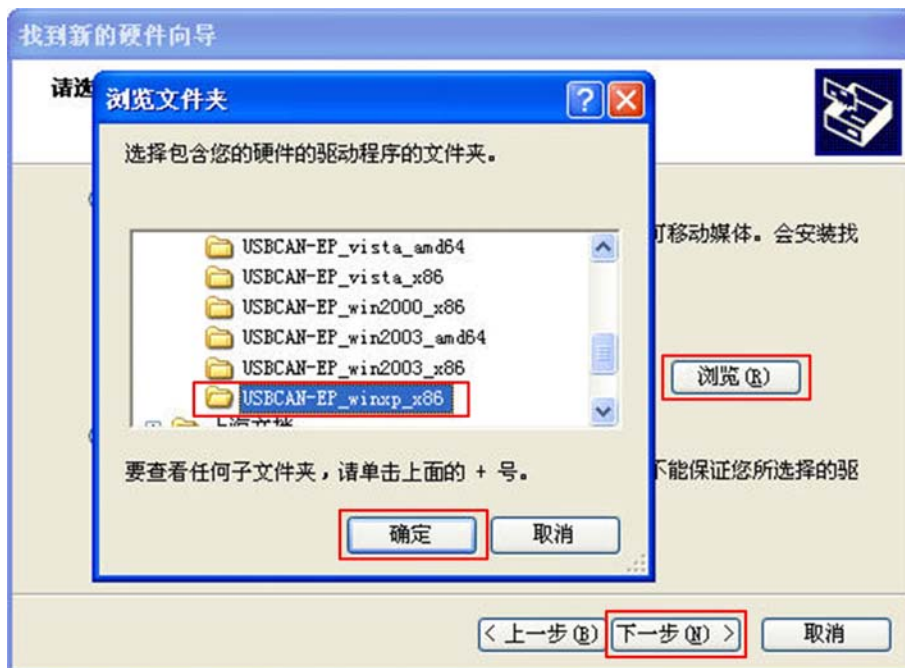 找到新的硬件向导
请选
浏览文件夹
选择包含您的硬件的驱动程序的文件夹。
USBCAN-EP_vista_amd64
USBCAN-EP_vista_x86
USBCAN-EP_win2000_x86
USBCAN-EP_win2003_amd64
USBCAN-EP_win2003_x86
USBCAN-EP_winxp_x86
可移动媒体。会安装找
浏览(R)
要查看任何子文件夹，请单击上面的 + 号。
不能保证您所选择的驱
确定
取消
< 上一步(B)
下一步(N) >
取消